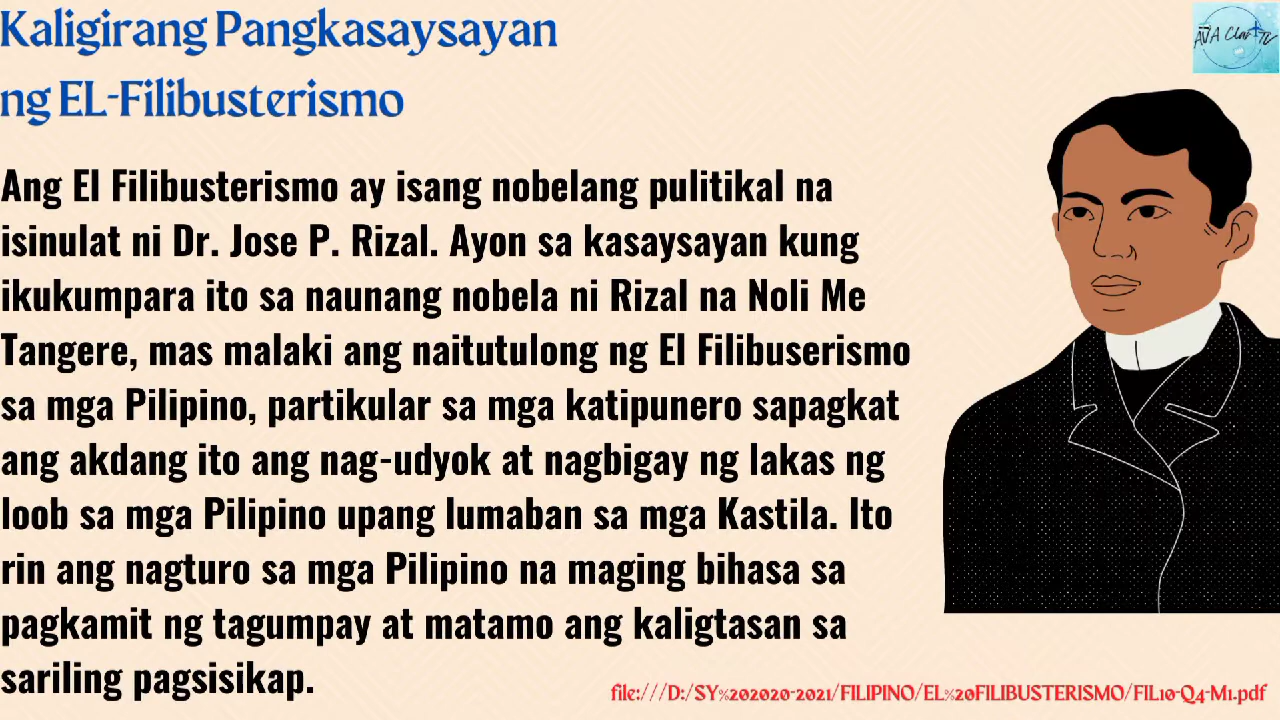 Kaligirang Pangkasaysayan
ng EL-Filibusterismo
Ang El Filibusterismo ay isang nobelang pulitikal na
isinulat ni Dr. Jose P. Rizal. Ayon sa kasaysayan kung
ikukumpara ito sa naunang nobela ni Rizal na Noli Me
Tangere, mas malaki ang naitutulong ng El Filibuserismo
sa mga Pilipino, partikular sa mga katipunero sapagkat
ang akdang ito ang nag-udyok at nagbigay ng lakas ng
loob sa mga Pilipino upang lumaban sa mga Kastila. Ito
rin ang nagturo sa mga Pilipino na maging bihasa sa
pagkamit ng tagumpay at matamo ang kaligtasan sa
sariling pagsisikap.
file:///D:/SY%202020-2021/FILIPINO/EL%20FILIBUSTERISMO/FIL10-Q4-M1.pdf